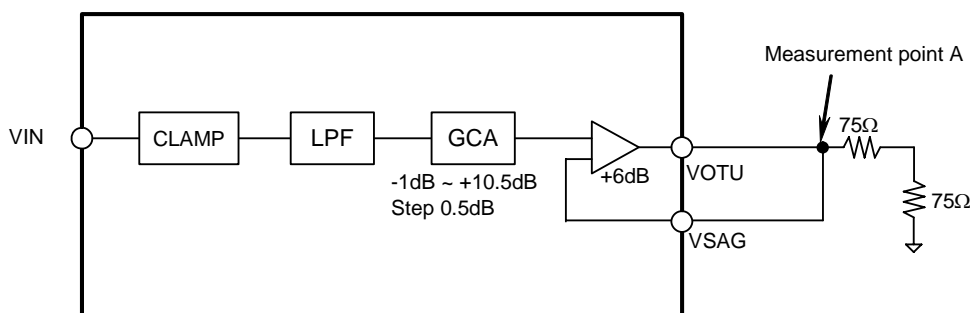 Measurement point A
VIN
CLAMP
LPF
GCA
75Ω
+6dB
VOTU
-1dB ~ +10.5dB
Step 0.5dB
75Ω
VSAG